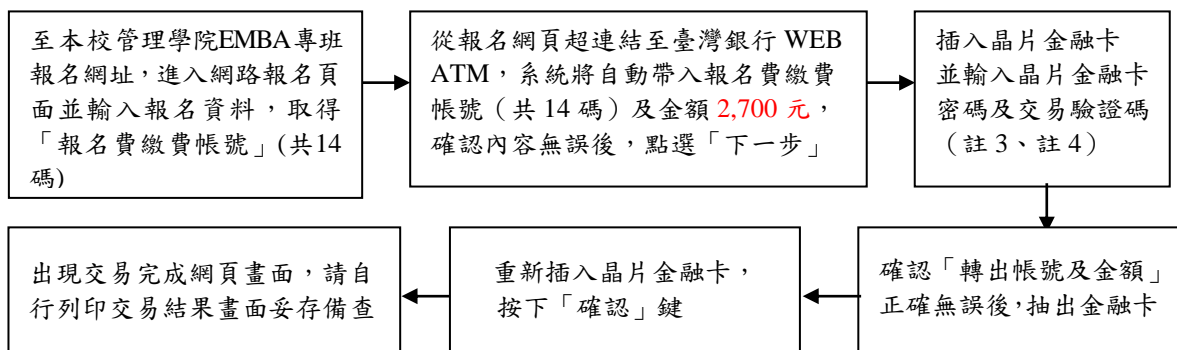 至本校管理學院EMBA專班
報名網址，進入網路報名頁
面並輸入報名資料，取得
「報名費繳費帳號」(共14
碼)
從報名網頁超連結至臺灣銀行 WEB
ATM，系統將自動帶入報名費繳費
帳號（共 14 碼）及金額 2,700 元，
確認內容無誤後，點選「下一步」
插入晶片金融卡
並輸入晶片金融卡
密碼及交易驗證碼
（註 3、註 4）
確認「轉出帳號及金額」
正確無誤後，抽出金融卡
重新插入晶片金融卡，
按下「確認」鍵
出現交易完成網頁畫面，請自
行列印交易結果畫面妥存備查